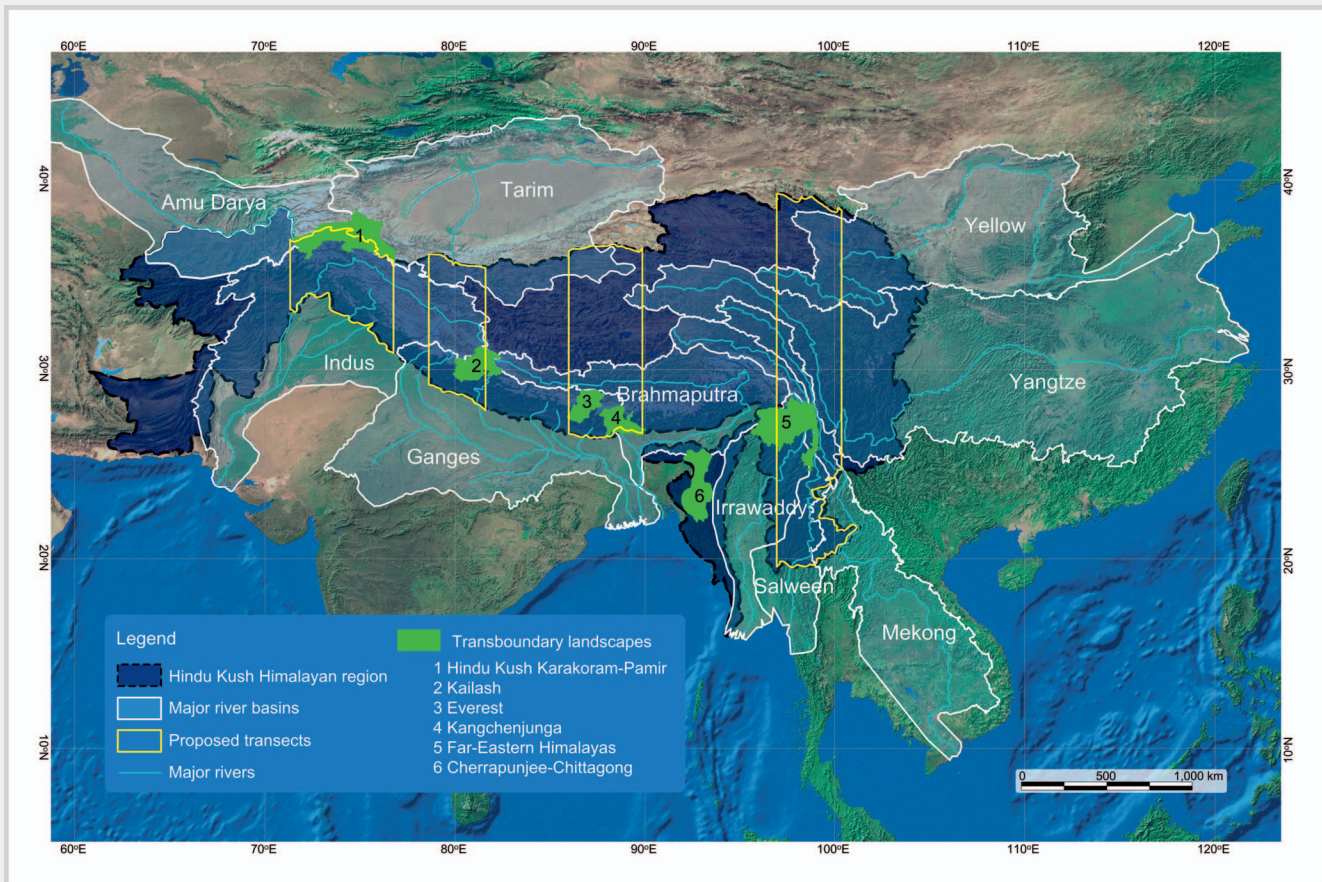 60°E 70°E 80°E 90°E 100°E 110°E 120°E
40°N
40°N
Tarim
Amu Darya
Yellow
1
Indus
30°N
30°N
2
Brahmaputra
Yangtze
3
4
5
Ganges
6
Irrawaddy
20°N
20°N
Salween
Mekong
10°N
10°N
Legend
Hindu Kush Himalayan region
Major river basins
Proposed transects
Major rivers
Transboundary landscapes
1 Hindu Kush Karakoram-Pamir
2 Kailash
3 Everest
4 Kangchenjunga
5 Far-Eastern Himalayas
6 Cherrapunjee-Chittagong
0 500 1,000 km
60°E 70°E 80°E 90°E 100°E 110°E 120°E